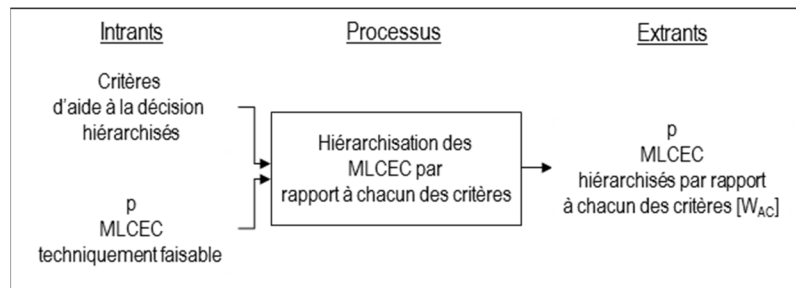 Intrants
Processus
Extrants
Critères
d'aide à la décision
hiérarchisés
p
MLCEC
techniquement faisable
Hiérarchisation des
MLCEC par
rapport à chacun des critères
p
MLCEC
hiérarchisés par rapport
à chacun des critères [W_AC]